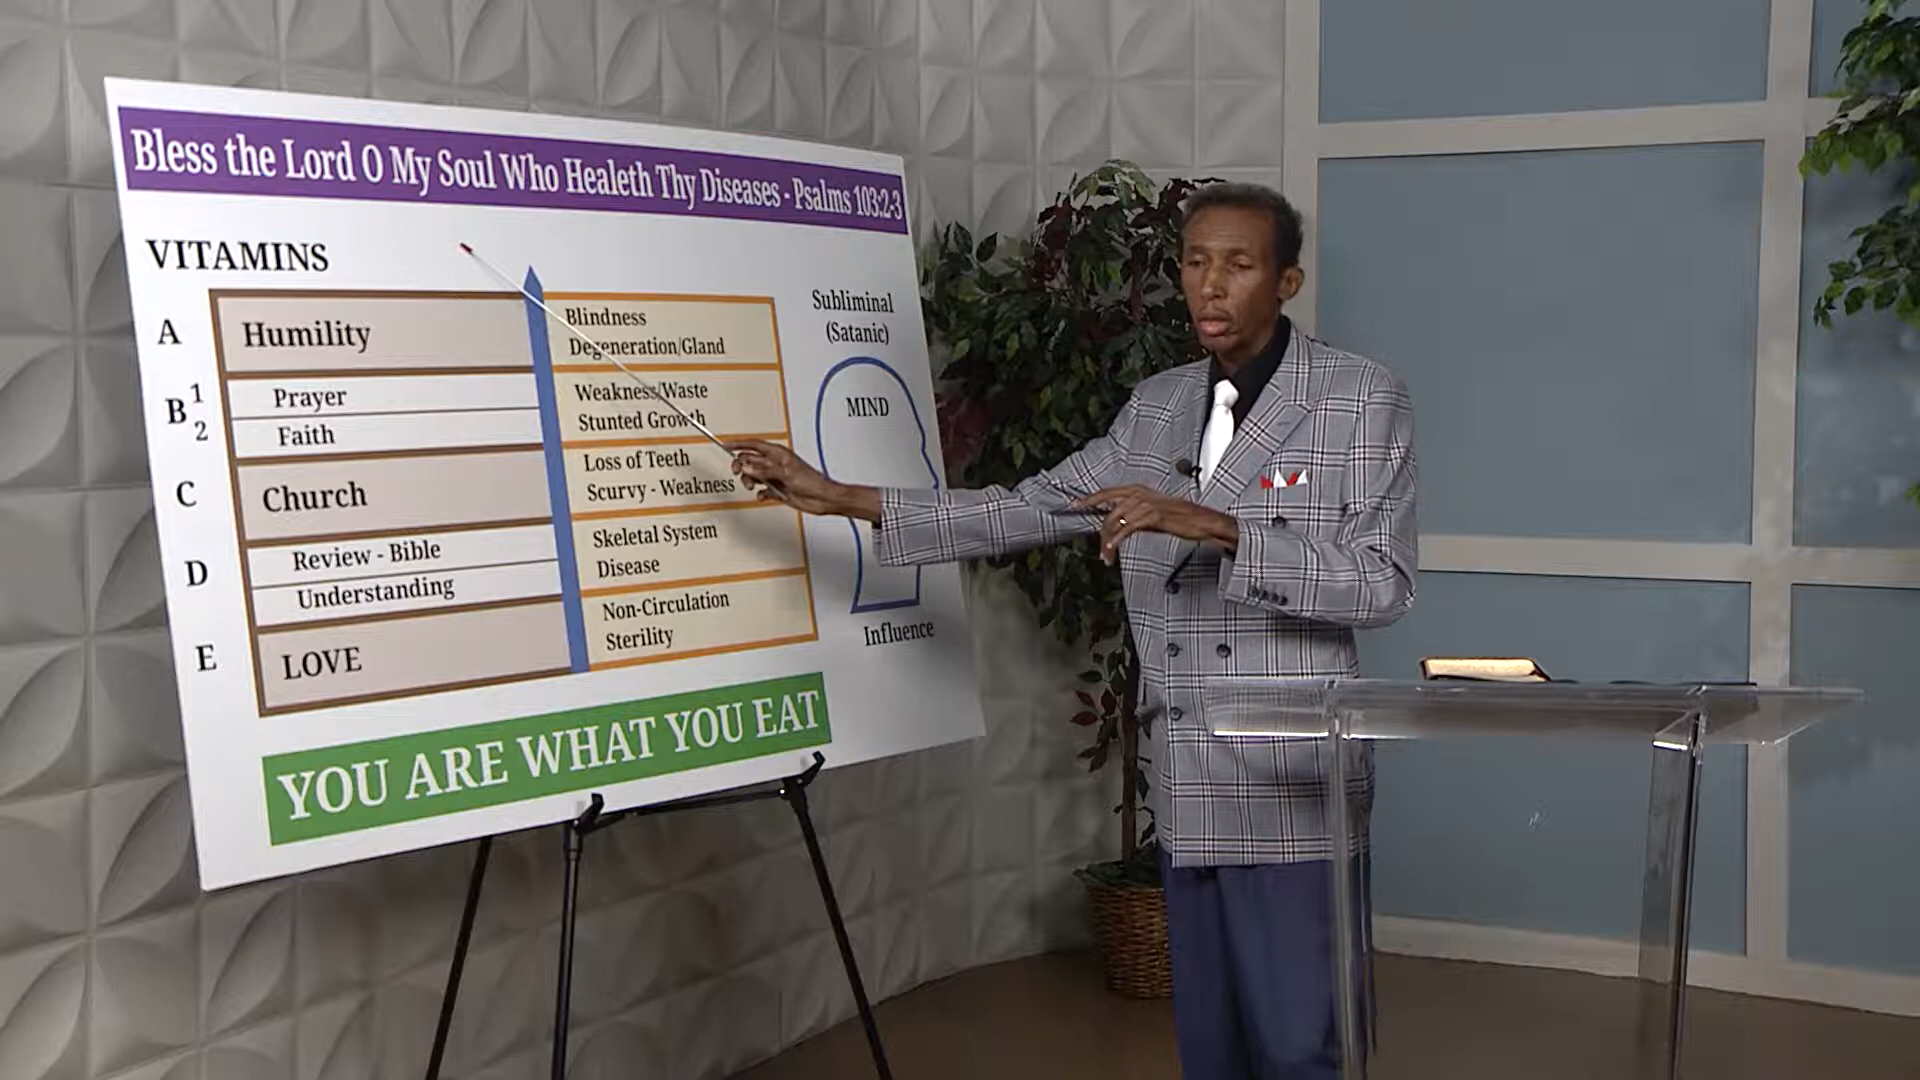 Bless the Lord O My Soul Who Healeth Thy Diseases - Psalms 103:2-3
VITAMINS
A
Humility
Blindness
Degeneration/Gland
B 1
2
Prayer
Faith
Weakness/Waste
Stunted Growth
C
Church
Loss of Teeth
Scurvy - Weakness
D
Review - Bible
Understanding
Skeletal System
Disease
E
LOVE
Non-Circulation
Sterility
Subliminal
(Satanic)
MIND
Influence
YOU ARE WHAT YOU EAT